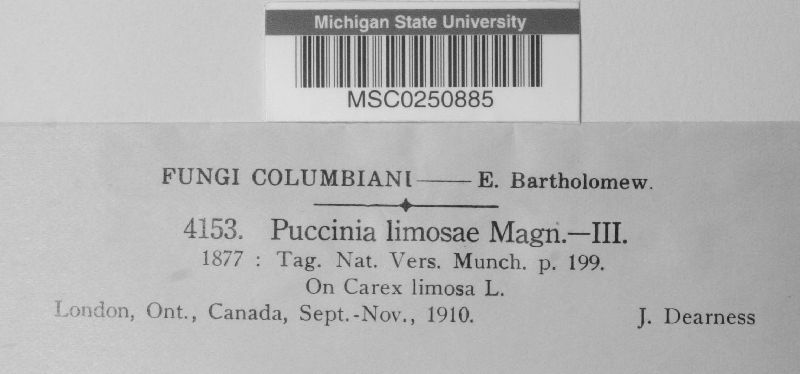 Michigan State University
MSC0250885
FUNGI COLUMBIANI —— E. Bartholomew.
4153. Puccinia limosae Magn.—III.
1877 : Tag. Nat. Vers. Munch. p. 199.
On Carex limosa L.
London, Ont., Canada, Sept.-Nov., 1910. J. Dearness